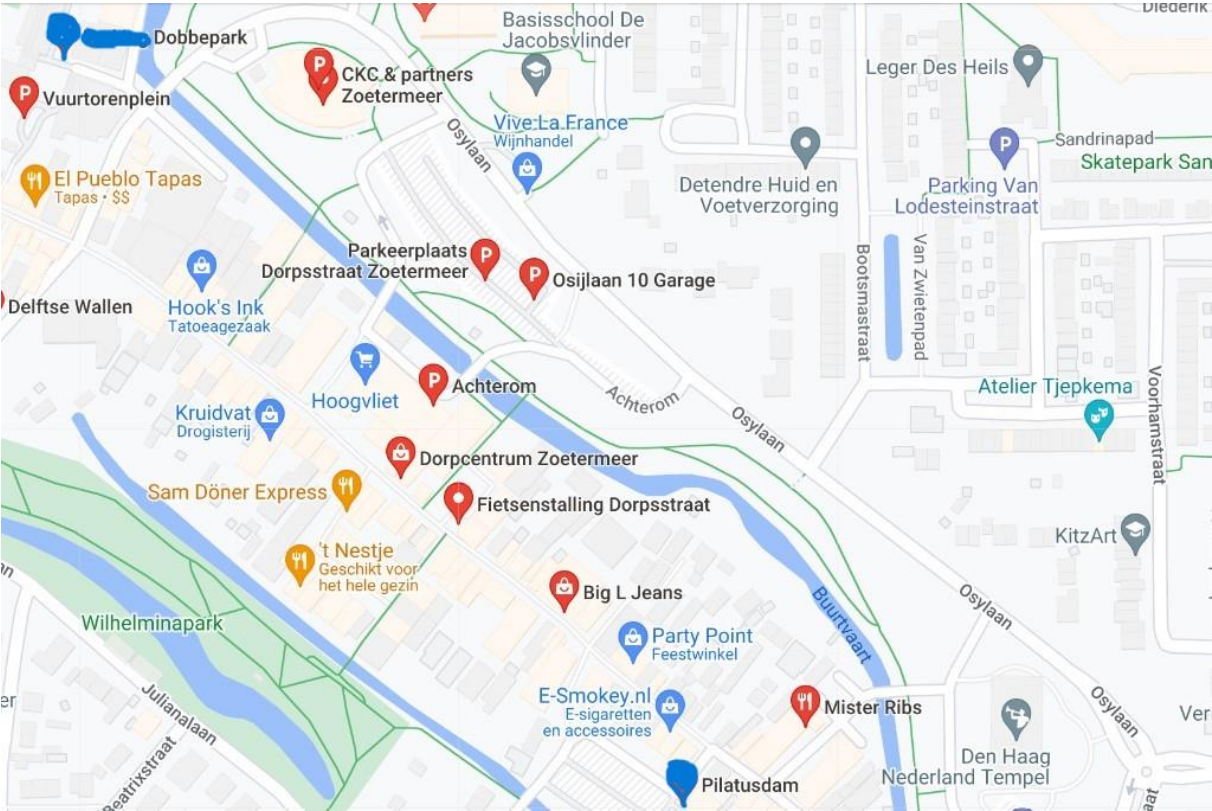 Diederik
Basisschool De
Jacobsvlinder
Dobbepark
CKC & partners
Zoetermeer
Leger Des Heils
Vuurtorenplein
Osylaan
Vive La France
Wijnhandel
Sandrinapad
P
Skatepark San
Parking Van
Lodesteinstraat
Detendre Huid en
Voetverzorging
El Pueblo Tapas
Tapas • $$
Parkeerplaats
Dorpsstraat Zoetermeer
Osijlaan 10 Garage
Bootsmastraat
Van Zwietenpad
Delftse Wallen
Hook's Ink
Tatoeagezaak
Hoogvliet
Achterom
Achterom
Osylaan
Atelier Tjepkema
Voorhamstraat
Kruidvat
Drogisterij
Dorpcentrum Zoetermeer
Sam Döner Express
Fietsenstalling Dorpsstraat
KitzArt
't Nestje
Geschikt voor
het hele gezin
Big L Jeans
Osylaan
Buurtvaart
Wilhelminapark
Party Point
Feestwinkel
E-Smokey.nl
E-sigaretten
en accessoires
Mister Ribs
Osylaan
Ver
Julianalaan
Beatrixstraat
Den Haag
Nederland Tempel
Pilatusdam